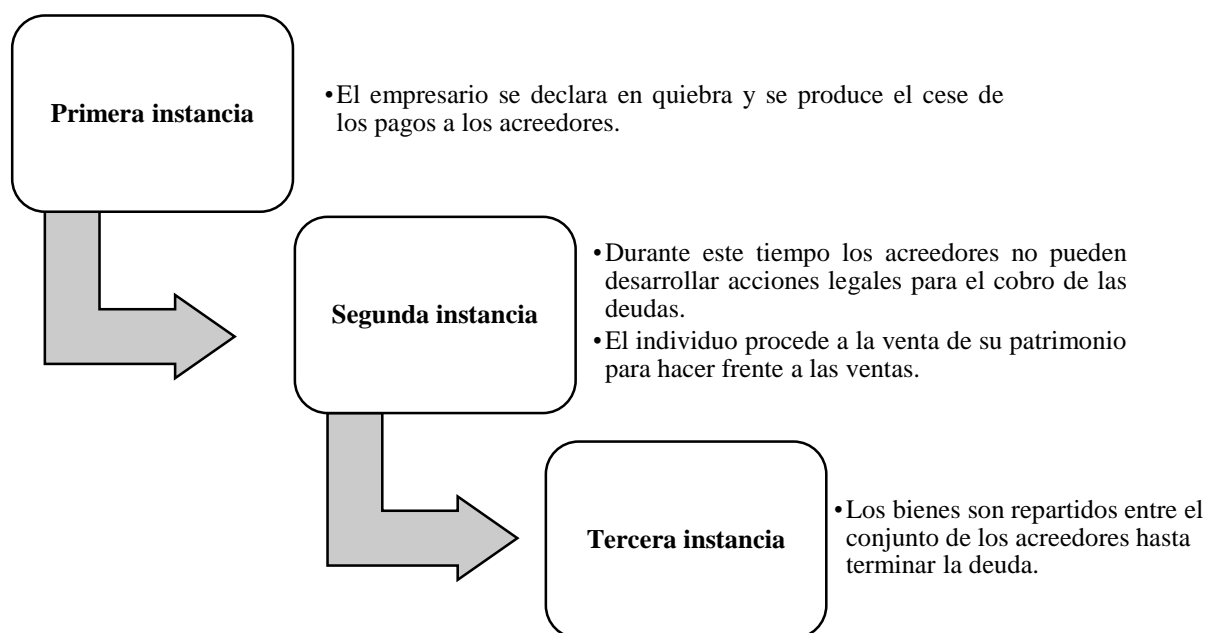 Primera instancia
•El empresario se declara en quiebra y se produce el cese de
los pagos a los acreedores.
Segunda instancia
•Durante este tiempo los acreedores no pueden
desarrollar acciones legales para el cobro de las
deudas.
•El individuo procede a la venta de su patrimonio
para hacer frente a las ventas.
Tercera instancia
•Los bienes son repartidos entre el
conjunto de los acreedores hasta
terminar la deuda.